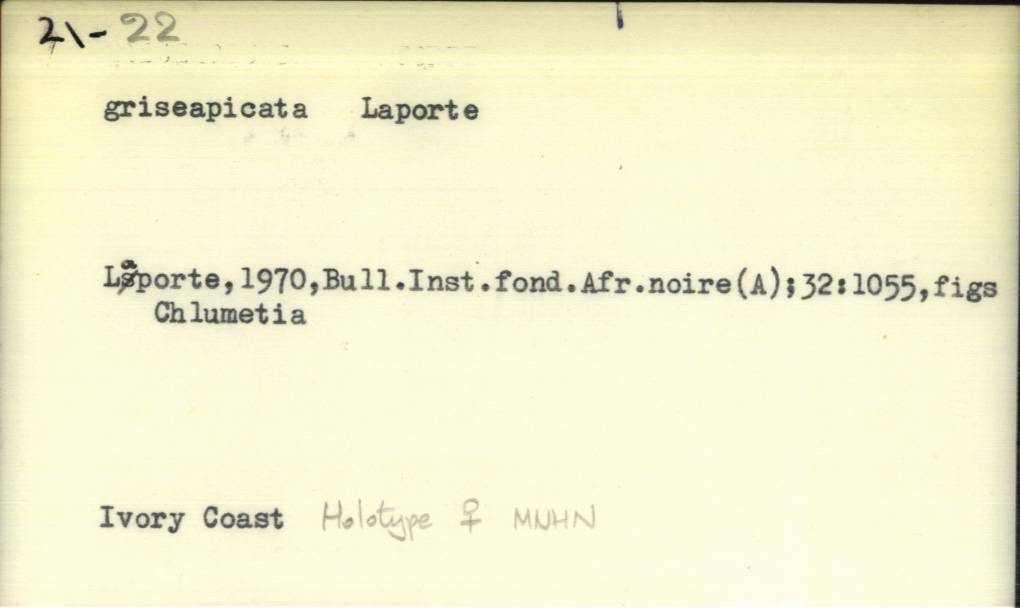 21-22
griseapicata Laporte
Laporte,1970,Bull.Inst.fond.Afr.noire(A);32:1055,figs
Chlumetia
Ivory Coast Holotype ♀ MNHN